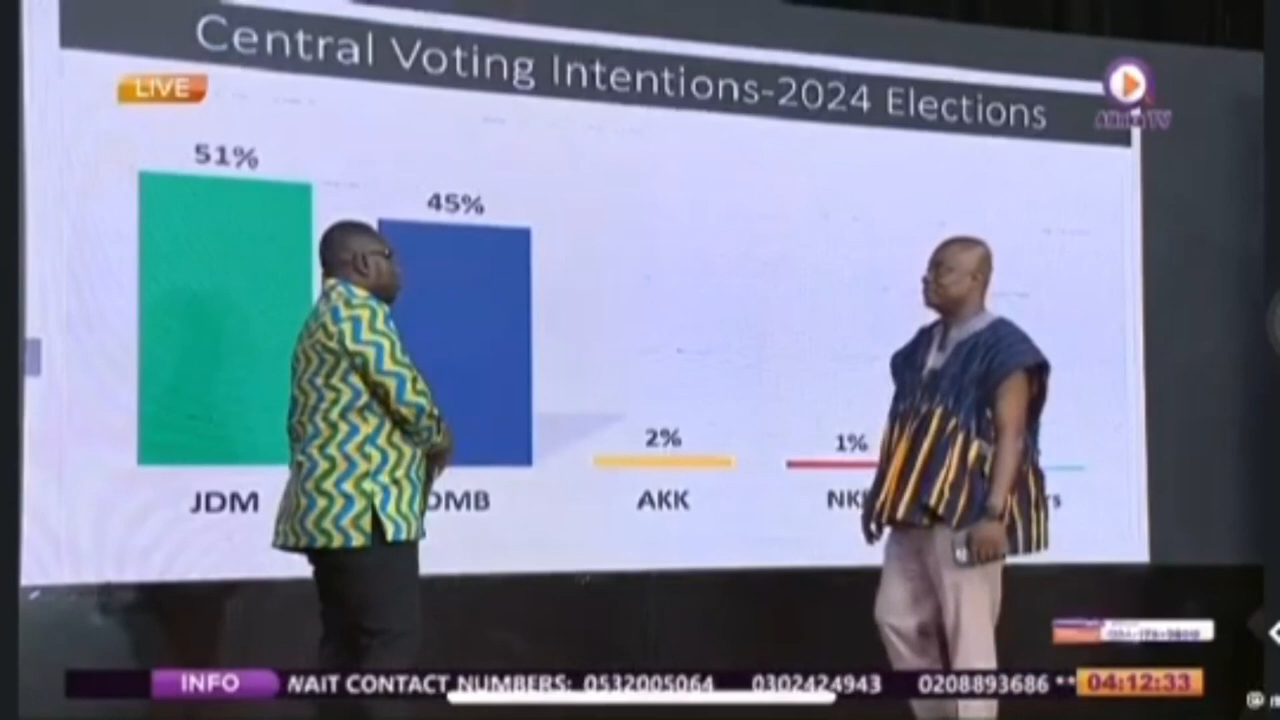 Central Voting Intentions-2024 Elections
LIVE
51%
45%
2%
1%
JDM
DMB
AKK
INFO
WAIT CONTACT NUMBERS: 0532005064 0302424943 0208893686 **
04:12:33